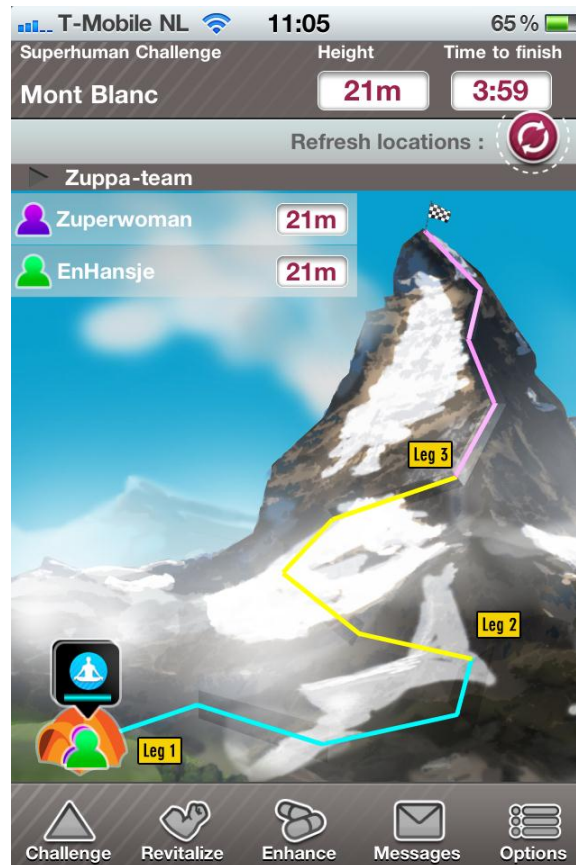 T-Mobile NL 11:05 65%
Superhuman Challenge Height Time to finish
Mont Blanc 21m 3:59
Refresh locations :
Zuppa-team
Zuperwoman 21m
EnHansje 21m
Leg 3
Leg 2
Leg 1
Challenge Revitalize Enhance Messages Options